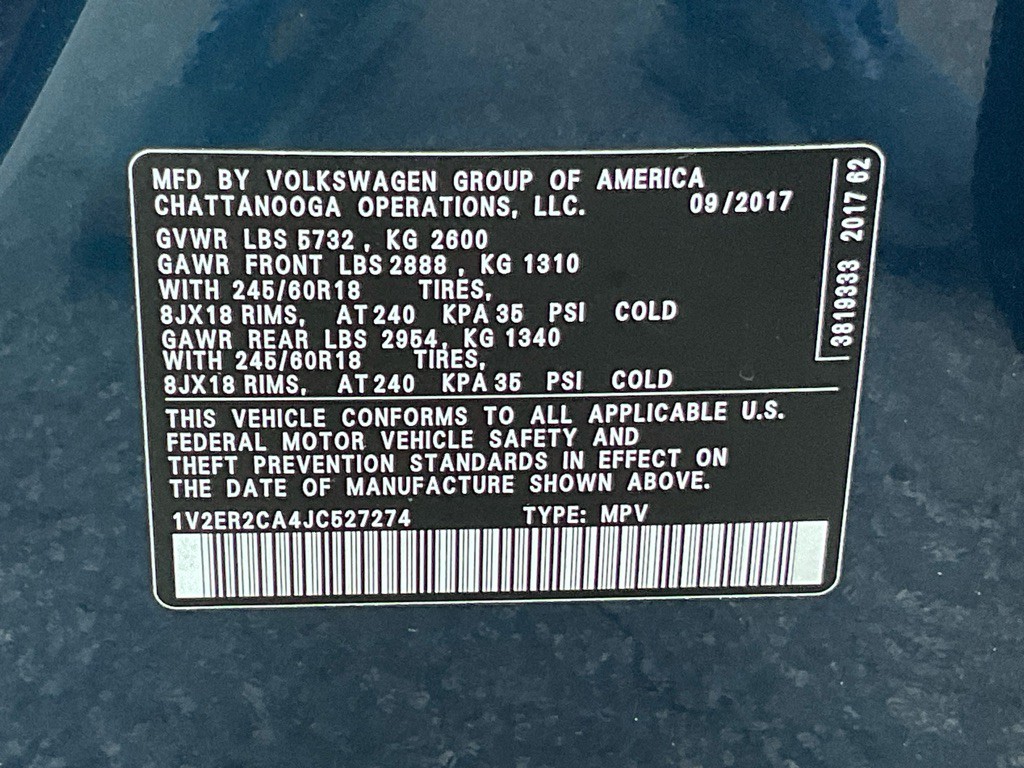 MFD BY VOLKSWAGEN GROUP OF AMERICA
CHATTANOOGA OPERATIONS, LLC. 09/2017
GVWR LBS 5732 , KG 2600
GAWR FRONT LBS 2888 , KG 1310
WITH 245/60R18 TIRES,
8JX18 RIMS, AT 240 KPA 35 PSI COLD
GAWR REAR LBS 2954, KG 1340
WITH 245/60R18 TIRES,
8JX18 RIMS, AT 240 KPA 35 PSI COLD
THIS VEHICLE CONFORMS TO ALL APPLICABLE U.S.
FEDERAL MOTOR VEHICLE SAFETY AND
THEFT PREVENTION STANDARDS IN EFFECT ON
THE DATE OF MANUFACTURE SHOWN ABOVE.
1V2ER2CA4JC527274 TYPE: MPV
3819333 2017 62